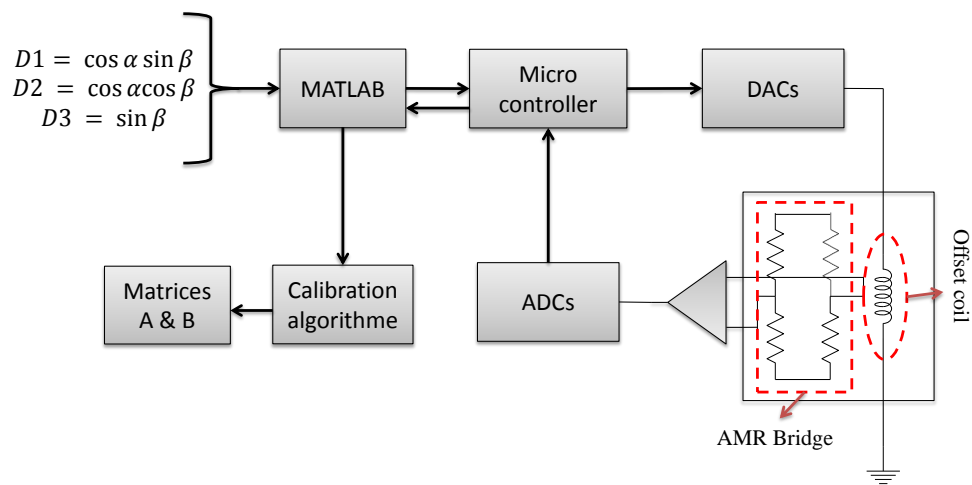 D1 = cos α sin β
D2 = cos α cos β
D3 = sin β
MATLAB
Micro
controller
DACs
Matrices
A & B
Calibration
algorithme
ADCs
Offset coil
AMR Bridge